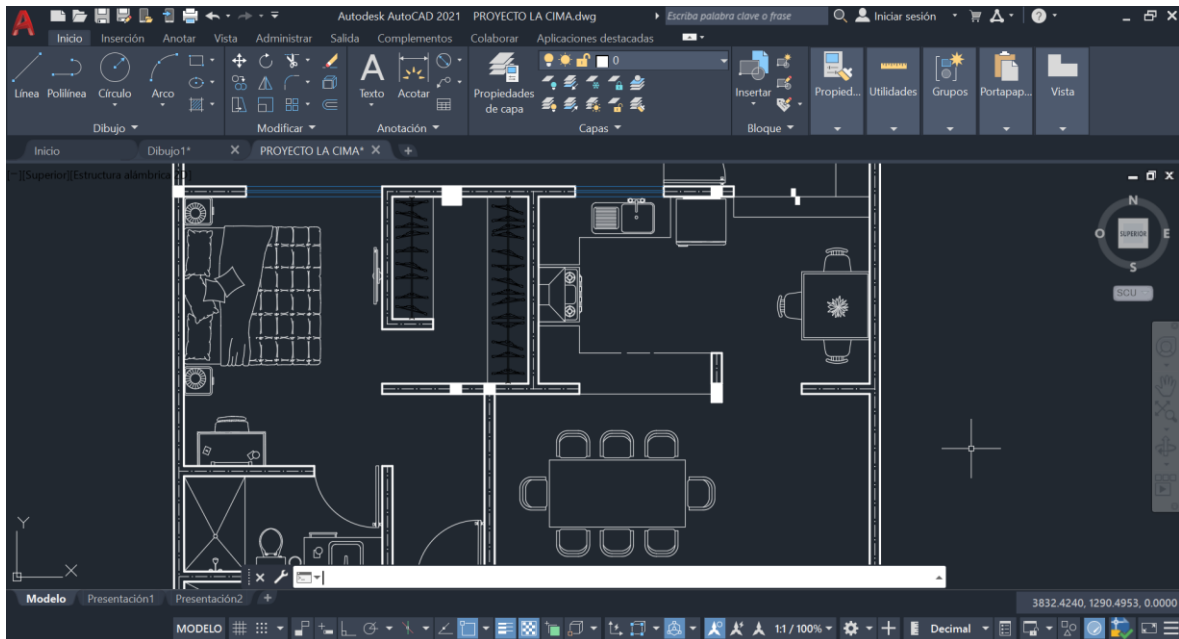 Autodesk AutoCAD 2021 PROYECTO LA CIMA.dwg
Escriba palabra clave o frase
Iniciar sesión
Inicio Inserción Anotar Vista Administrar Salida Complementos Colaborar Aplicaciones destacadas
0
Línea Polilínea Círculo Arco
Texto Acotar
Propiedades de capa
Insertar
Propied... Utilidades Grupos Portapap... Vista
Dibujo Modificar Anotación Capas Bloque
Inicio Dibujo1* PROYECTO LA CIMA*
[−][Superior][Estructura alámbrica 2D]
N
O SUPERIOR E
S
SCU
Y
X
Modelo Presentación1 Presentación2
3832.4240, 1290.4953, 0.0000
MODELO 1:1 / 100% Decimal